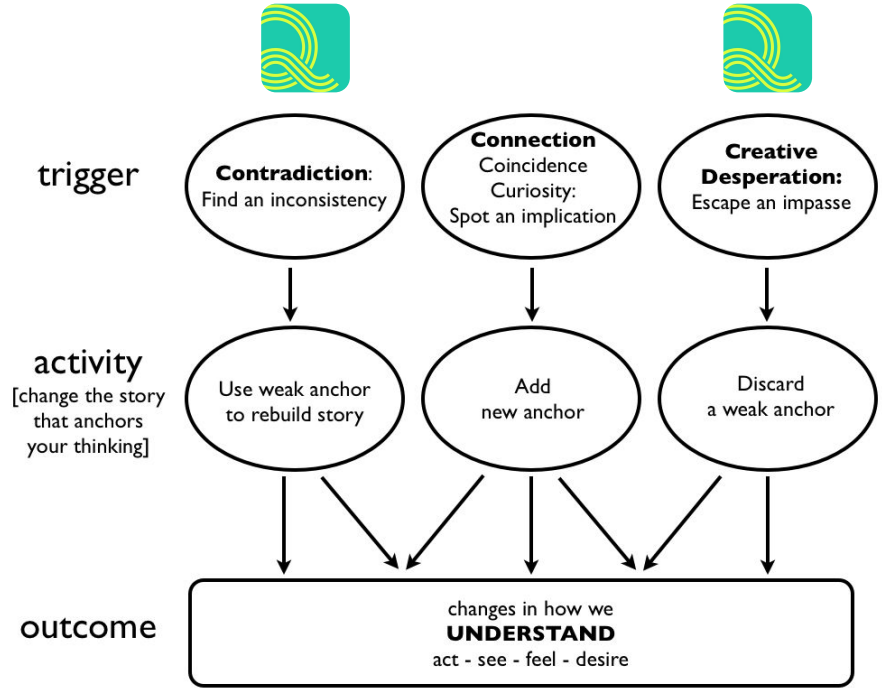 trigger
Contradiction:
Find an inconsistency
Connection
Coincidence
Curiosity:
Spot an implication
Creative
Desperation:
Escape an impasse
activity
[change the story
that anchors
your thinking]
Use weak anchor
to rebuild story
Add
new anchor
Discard
a weak anchor
outcome
changes in how we
UNDERSTAND
act - see - feel - desire